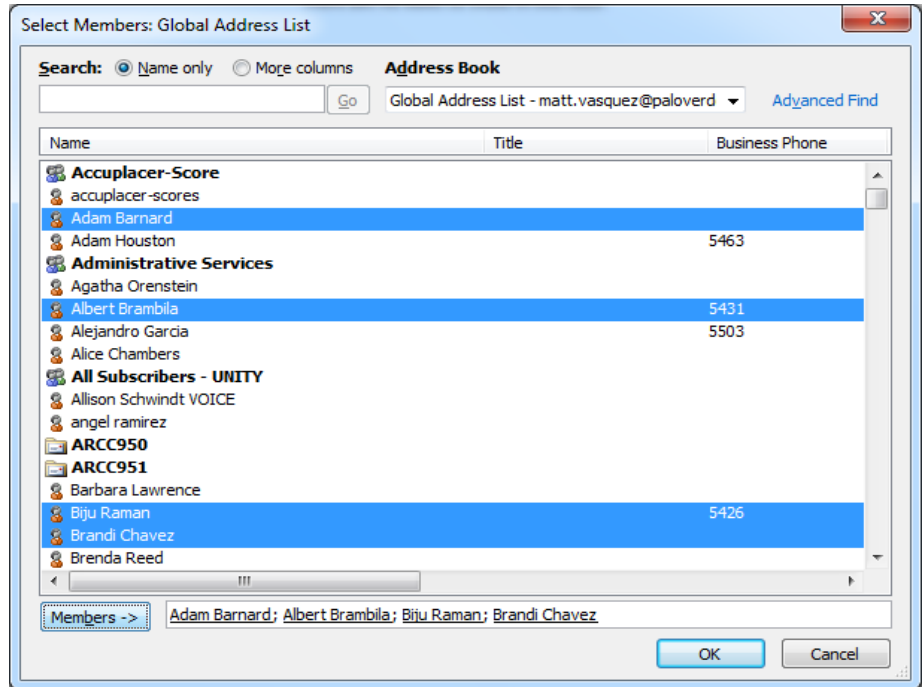 Select Members: Global Address List
Search: Name only More columns Address Book
Go Global Address List - matt.vasquez@paloverd Advanced Find
Name Title Business Phone
Accuplacer-Score
accuplacer-scores
Adam Barnard
Adam Houston 5463
Administrative Services
Agatha Orenstein
Albert Brambila 5431
Alejandro Garcia 5503
Alice Chambers
All Subscribers - UNITY
Allison Schwindt VOICE
angel ramirez
ARCC950
ARCC951
Barbara Lawrence
Biju Raman 5426
Brandi Chavez
Brenda Reed
Members -> Adam Barnard; Albert Brambila; Biju Raman; Brandi Chavez
OK Cancel